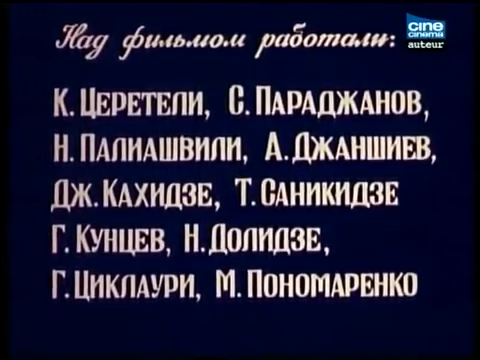 Над фильмом работали:
cine
cinema
auteur
К. ЦЕРЕТЕЛИ, С. ПАРАДЖАНОВ,
Н. ПАЛИАШВИЛИ, А. ДЖАНШИЕВ,
ДЖ. КАХИДЗЕ, Т. САНИКИДЗЕ
Г. КУНЦЕВ, Н. ДОЛИДЗЕ,
Г. ЦИКЛАУРИ, М. ПОНОМАРЕНКО